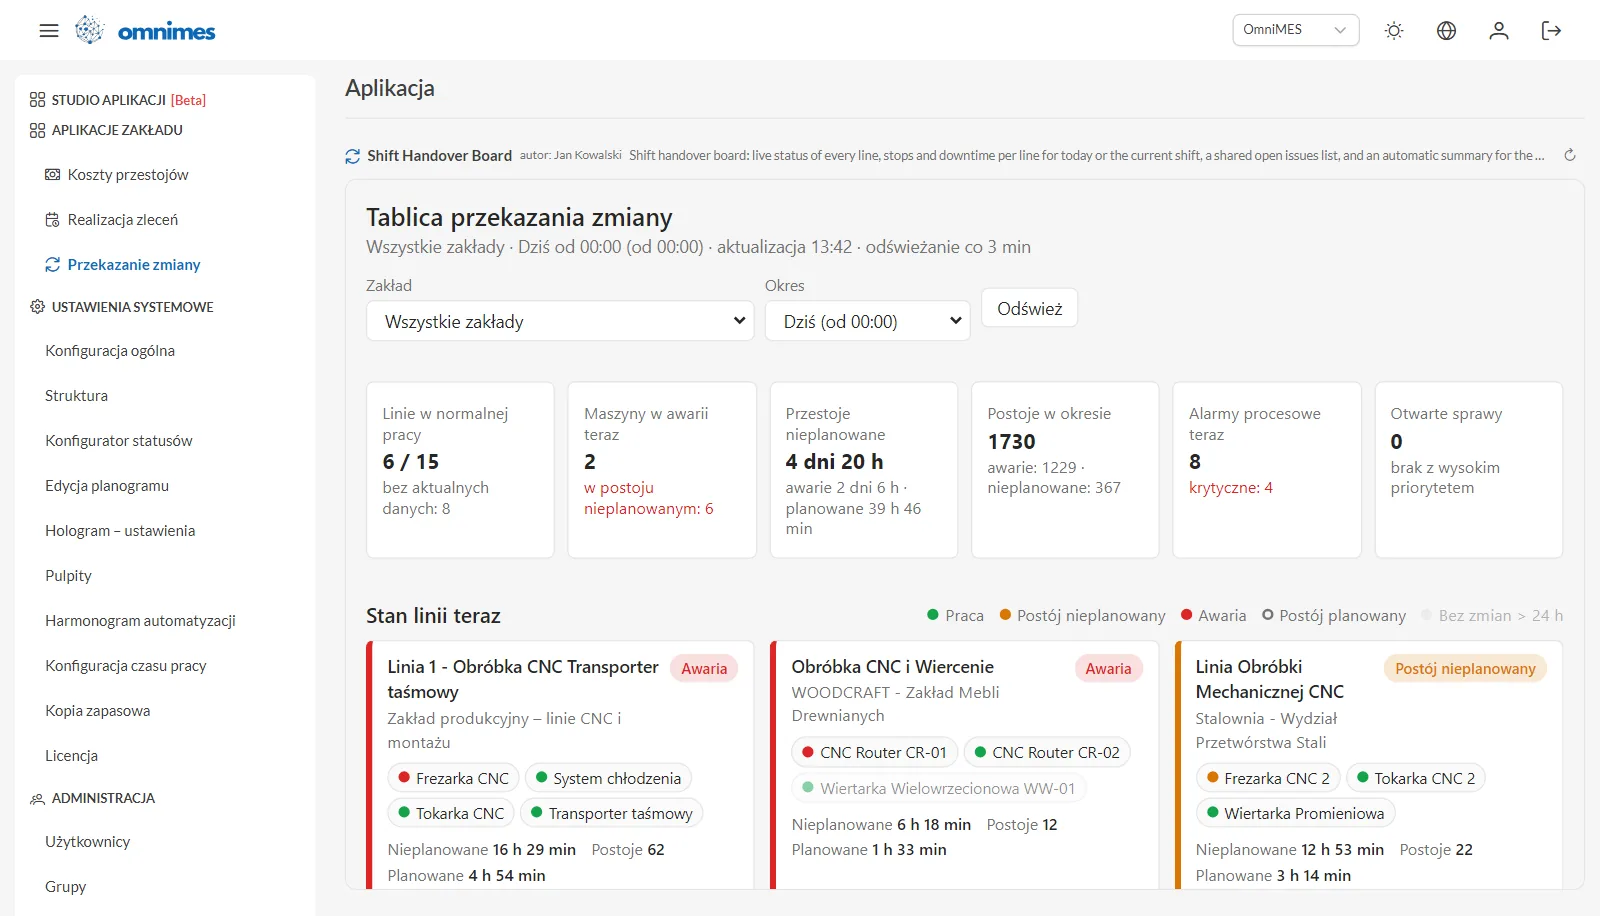 omnimes
OmniMES
STUDIO APLIKACJI [Beta]
APLIKACJE ZAKŁADU
Koszty przestojów
Realizacja zleceń
Przekazanie zmiany
USTAWIENIA SYSTEMOWE
Konfiguracja ogólna
Struktura
Konfigurator statusów
Edycja planogramu
Hologram – ustawienia
Pulpity
Harmonogram automatyzacji
Konfiguracja czasu pracy
Kopia zapasowa
Licencja
ADMINISTRACJA
Użytkownicy
Grupy
Aplikacja
Shift Handover Board autor: Jan Kowalski Shift handover board: live status of every line, stops and downtime per line for today or the current shift, a shared open issues list, and an automatic summary for the ...
Tablica przekazania zmiany
Wszystkie zakłady · Dziś od 00:00 (od 00:00) · aktualizacja 13:42 · odświeżanie co 3 min
Zakład
Okres
Wszystkie zakłady
Dziś (od 00:00)
Odśwież
Linie w normalnej
pracy
6 / 15
bez aktualnych
danych: 8
Maszyny w awarii
teraz
2
w postoju
nieplanowanym: 6
Przestoje
nieplanowane
4 dni 20 h
awarie 2 dni 6 h ·
planowane 39 h 46
min
Postoje w okresie
1730
awarie: 1229 ·
nieplanowane: 367
Alarmy procesowe
teraz
8
krytyczne: 4
Otwarte sprawy
0
brak z wysokim
priorytetem
Stan linii teraz
Praca Postój nieplanowany Awaria Postój planowany Bez zmian > 24 h
Linia 1 - Obróbka CNC Transporter
taśmowy
Awaria
Zakład produkcyjny – linie CNC i
montażu
Frezarka CNC System chłodzenia
Tokarka CNC Transporter taśmowy
Nieplanowane 16 h 29 min Postoje 62
Planowane 4 h 54 min
Obróbka CNC i Wiercenie
Awaria
WOODCRAFT - Zakład Mebli
Drewnianych
CNC Router CR-01 CNC Router CR-02
Wiertarka Wielowrzecionowa WW-01
Nieplanowane 6 h 18 min Postoje 12
Planowane 1 h 33 min
Linia Obróbki
Mechanicznej CNC
Postój nieplanowany
Stalownia - Wydział
Przetwórstwa Stali
Frezarka CNC 2 Tokarka CNC 2
Wiertarka Promieniowa
Nieplanowane 12 h 53 min Postoje 22
Planowane 3 h 14 min